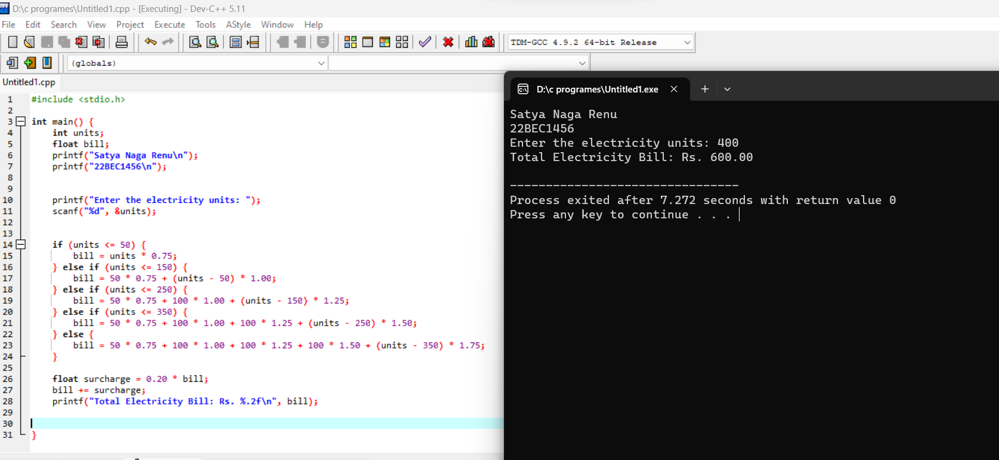 D:\c programes\Untitled1.cpp - [Executing] - Dev-C++ 5.11
File Edit Search View Project Execute Tools AStyle Window Help
TDM-GCC 4.9.2 64-bit Release
(globals)
Untitled1.cpp
1 #include <stdio.h>
2
3 int main() {
4 int units;
5 float bill;
6 printf("Satya Naga Renu\n");
7 printf("22BEC1456\n");
8
9
10 printf("Enter the electricity units: ");
11 scanf("%d", &units);
12
13
14 if (units <= 50) {
15 bill = units * 0.75;
16 } else if (units <= 150) {
17 bill = 50 * 0.75 + (units - 50) * 1.00;
18 } else if (units <= 250) {
19 bill = 50 * 0.75 + 100 * 1.00 + (units - 150) * 1.25;
20 } else if (units <= 350) {
21 bill = 50 * 0.75 + 100 * 1.00 + 100 * 1.25 + (units - 250) * 1.50;
22 } else {
23 bill = 50 * 0.75 + 100 * 1.00 + 100 * 1.25 + 100 * 1.50 + (units - 350) * 1.75;
24 }
25
26 float surcharge = 0.20 * bill;
27 bill += surcharge;
28 printf("Total Electricity Bill: Rs. %.2f\n", bill);
29
30
31 }
D:\c programes\Untitled1.exe
Satya Naga Renu
22BEC1456
Enter the electricity units: 400
Total Electricity Bill: Rs. 600.00
--------------------------------
Process exited after 7.272 seconds with return value 0
Press any key to continue . . .